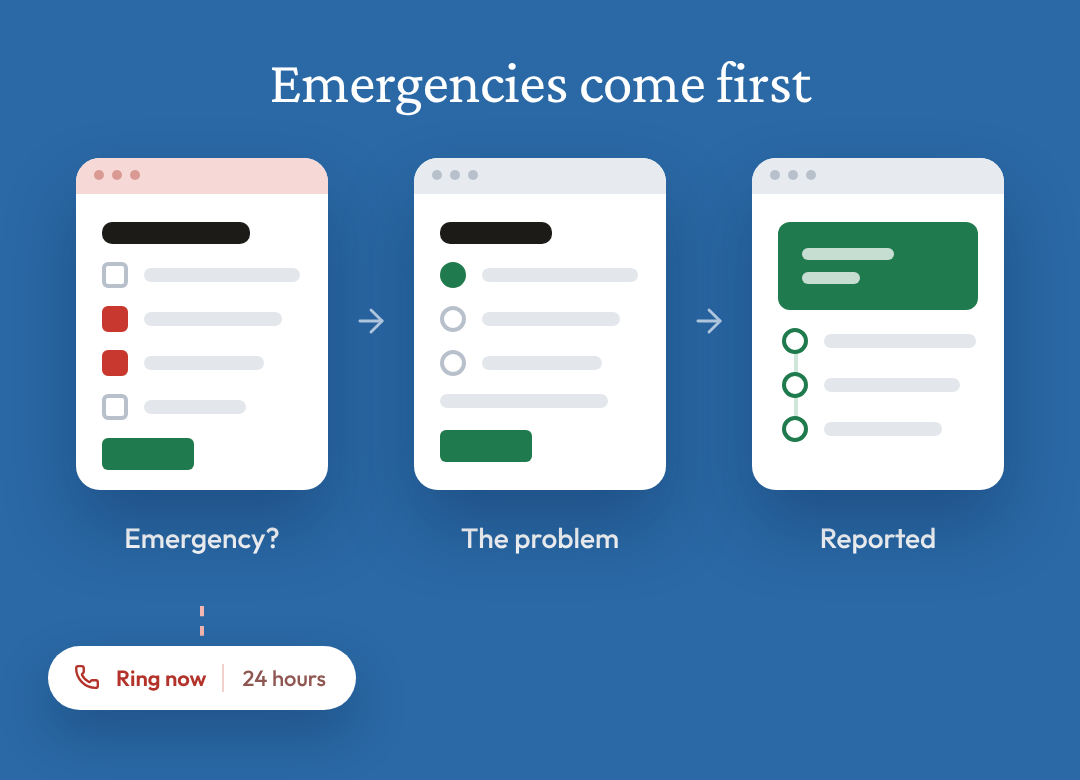 Emergencies come first
Emergency?
The problem
Reported
Ring now
24 hours